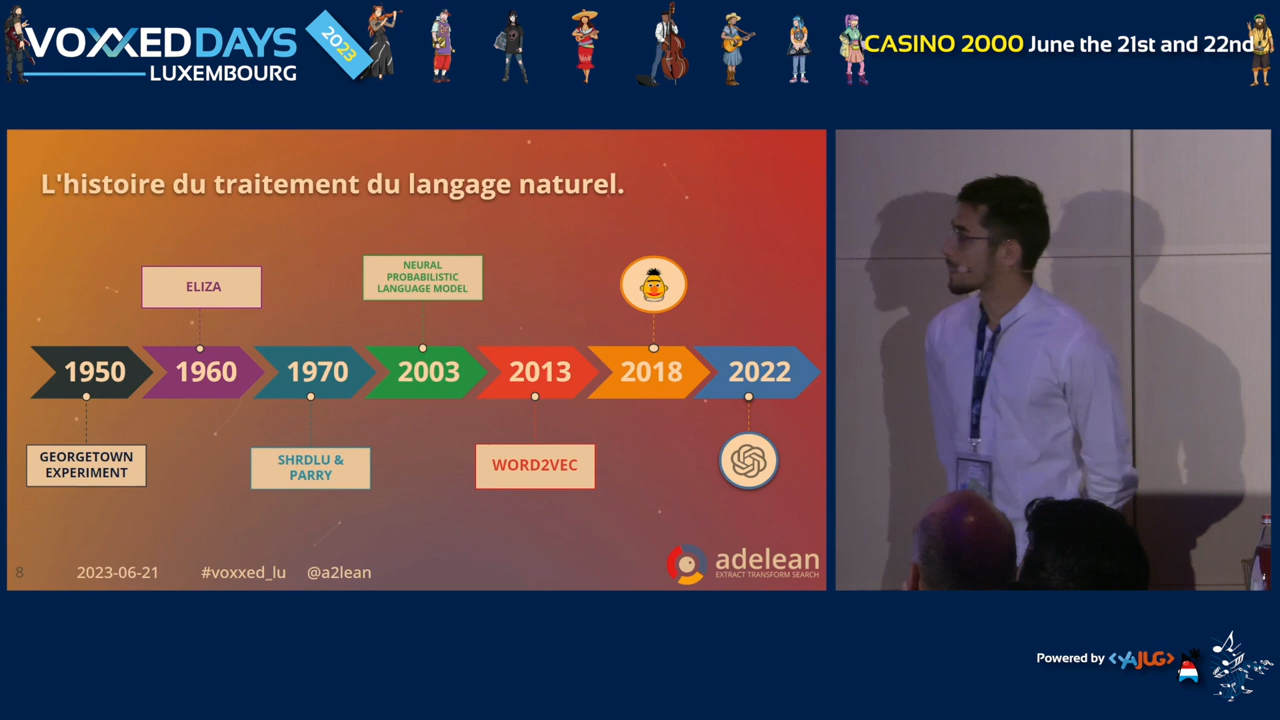 VOXXED DAYS
LUXEMBOURG
2023
CASINO 2000 June the 21st and 22nd
L'histoire du traitement du langage naturel.
ELIZA
NEURAL
PROBABILISTIC
LANGUAGE MODEL
1950
1960
1970
2003
2013
2018
2022
GEORGETOWN
EXPERIMENT
SHRDLU &
PARRY
WORD2VEC
8
2023-06-21
#voxxed_lu
@a2lean
adelean
EXTRACT TRANSFORM SEARCH
Powered by <YAJUG>